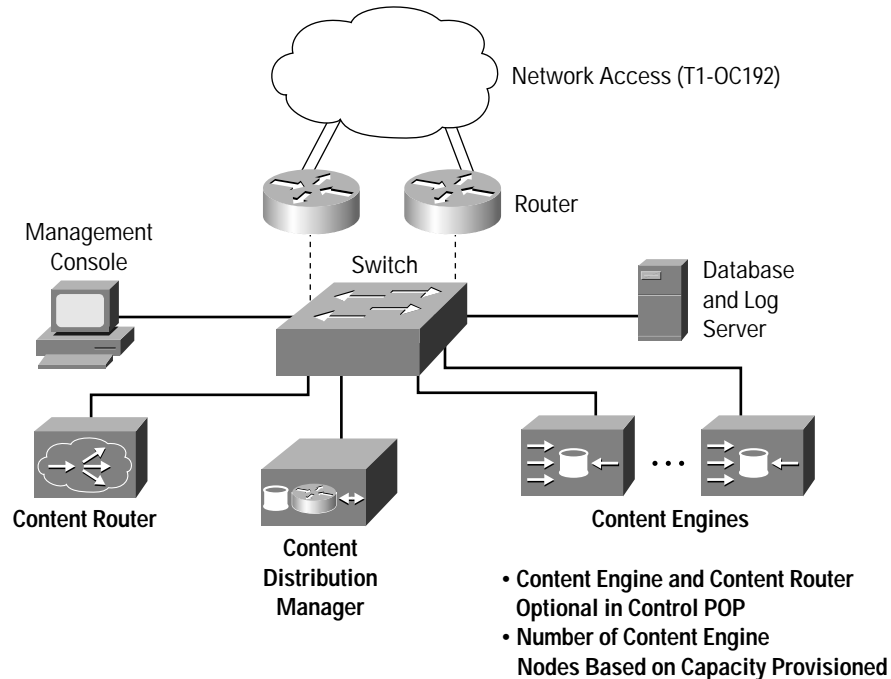 Network Access (T1-OC192)
Router
Management
Console
Switch
Database
and Log
Server
Content Router
Content
Distribution
Manager
Content Engines
• Content Engine and Content Router
Optional in Control POP
• Number of Content Engine
Nodes Based on Capacity Provisioned